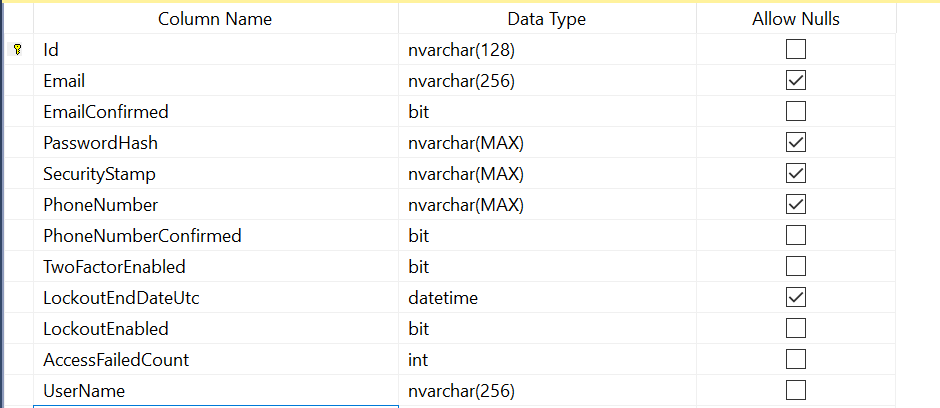 Column Name Data Type Allow Nulls
Id nvarchar(128)
Email nvarchar(256)
EmailConfirmed bit
PasswordHash nvarchar(MAX)
SecurityStamp nvarchar(MAX)
PhoneNumber nvarchar(MAX)
PhoneNumberConfirmed bit
TwoFactorEnabled bit
LockoutEndDateUtc datetime
LockoutEnabled bit
AccessFailedCount int
UserName nvarchar(256)